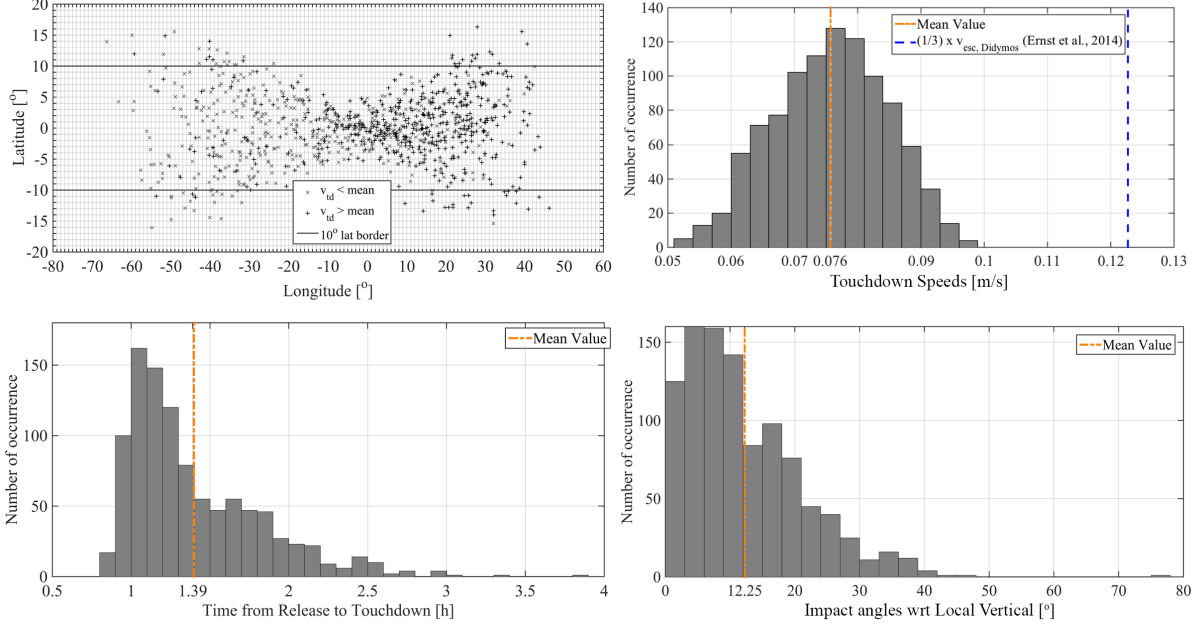 20
15
10
5
0
-5
-10
-15
-20
Latitude [°]
-80 -70 -60 -50 -40 -30 -20 -10 0 10 20 30 40 50 60
Longitude [°]
v_td < mean
v_td > mean
10° lat border
140
120
100
80
60
40
20
0
Number of occurrence
0.05 0.06 0.07 0.076 0.09 0.1 0.11 0.12 0.13
Touchdown Speeds [m/s]
Mean Value
(1/3) x v_esc, Didymos (Ernst et al., 2014)
150
100
50
0
Number of occurrence
0.5 1 1.39 2 2.5 3 3.5 4
Time from Release to Touchdown [h]
Mean Value
150
100
50
0
Number of occurrence
0 12.25 20 30 40 50 60 70 80
Impact angles wrt Local Vertical [°]
Mean Value